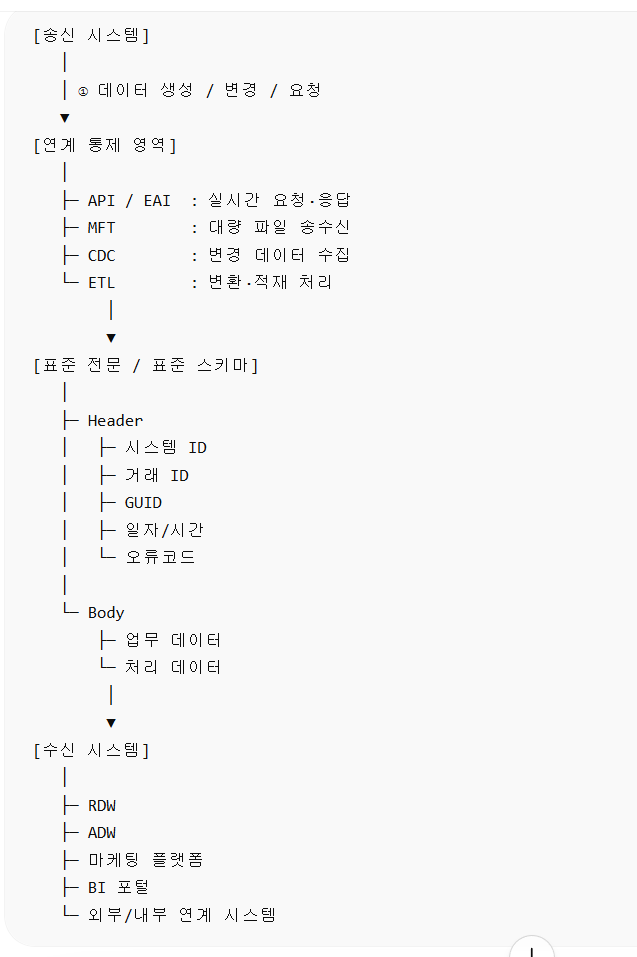 [송신 시스템]
│
│ ① 데이터 생성 / 변경 / 요청
▼
[연계 통제 영역]
│
├─ API / EAI  : 실시간 요청·응답
├─ MFT        : 대량 파일 송수신
├─ CDC        : 변경 데이터 수집
└─ ETL        : 변환·적재 처리
│
▼
[표준 전문 / 표준 스키마]
│
├─ Header
│   ├─ 시스템 ID
│   ├─ 거래 ID
│   ├─ GUID
│   ├─ 일자/시간
│   └─ 오류코드
│
└─ Body
├─ 업무 데이터
└─ 처리 데이터
│
▼
[수신 시스템]
│
├─ RDW
├─ ADW
├─ 마케팅 플랫폼
├─ BI 포털
└─ 외부/내부 연계 시스템